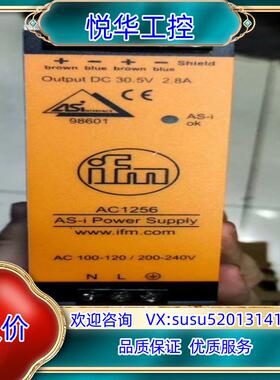 悦华工控
+ - + -
brown blue brown blue Shield
Output DC 30.5V 2.8A
ASi
INTERFACE
98601
CE
AS-i
ok
ifm
AC1256
AS-i Power Supply
www.ifm.com
AC 100-120 / 200-240V
N L
价
欢迎咨询 VX:susu52013141
品质保证 优质服务